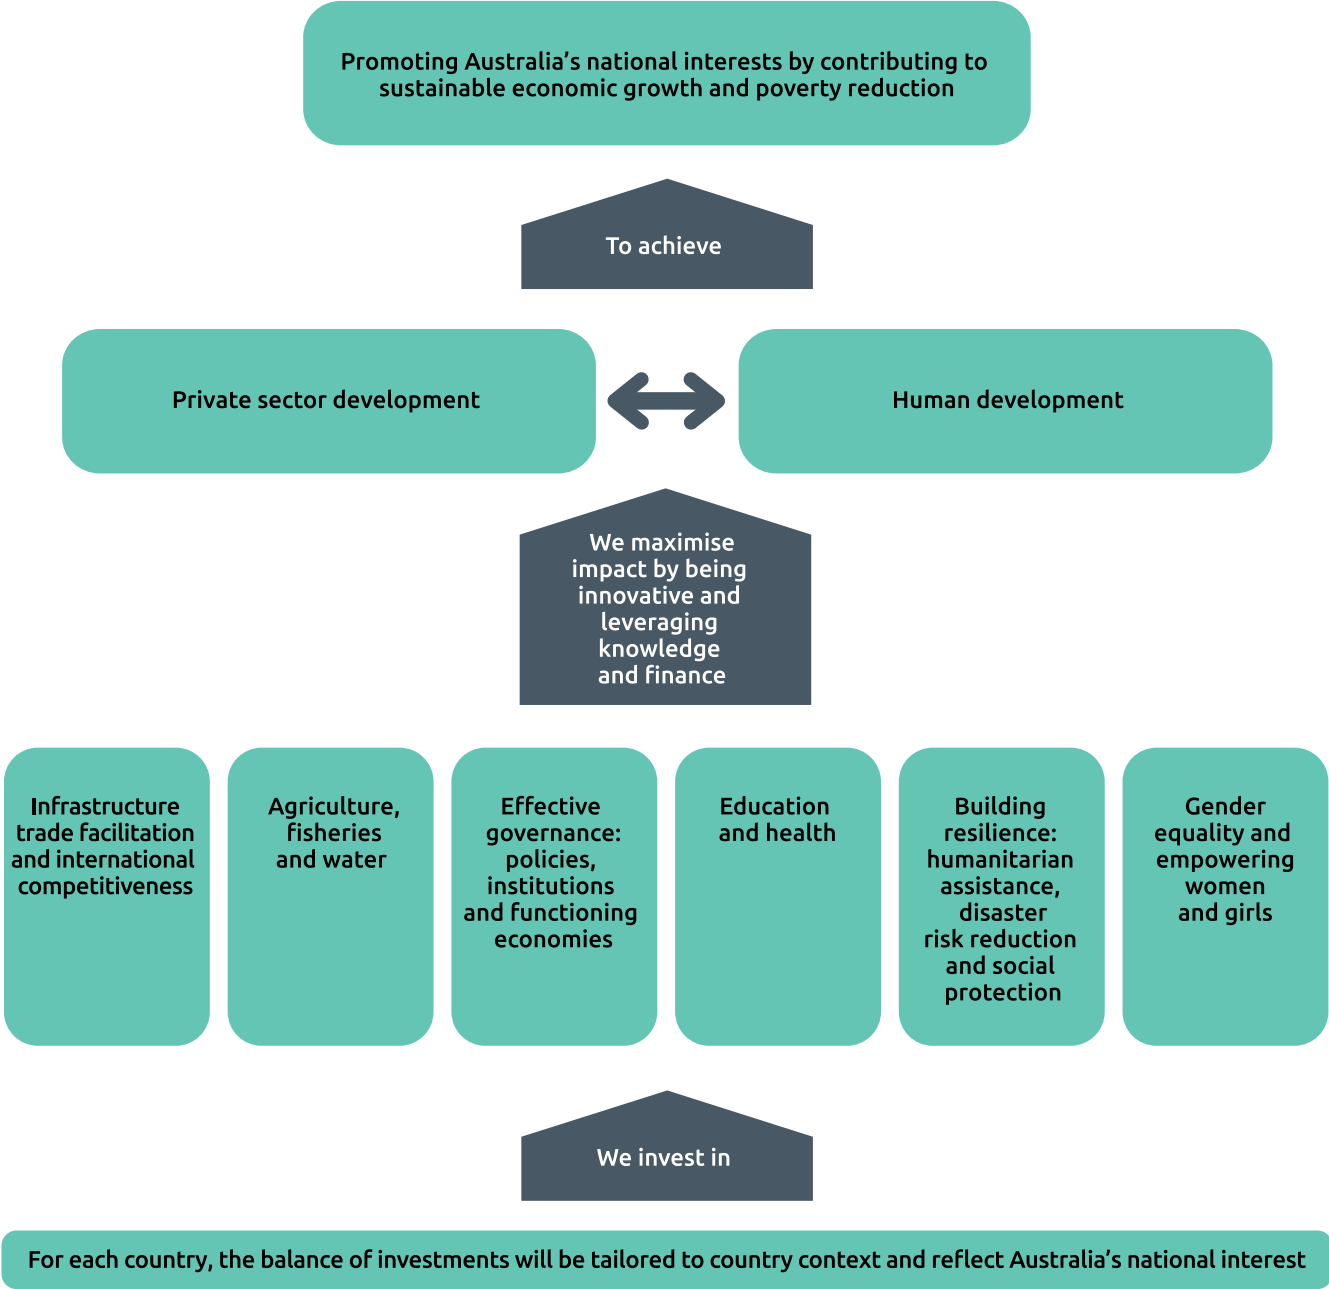 Promoting Australia’s national interests by contributing to
sustainable economic growth and poverty reduction
To achieve
Private sector development
Human development
We maximise
impact by being
innovative and
leveraging
knowledge
and finance
Infrastructure
trade facilitation
and international
competitiveness
Agriculture,
fisheries
and water
Effective
governance:
policies,
institutions
and functioning
economies
Education
and health
Building
resilience:
humanitarian
assistance,
disaster
risk reduction
and social
protection
Gender
equality and
empowering
women
and girls
We invest in
For each country, the balance of investments will be tailored to country context and reflect Australia’s national interest